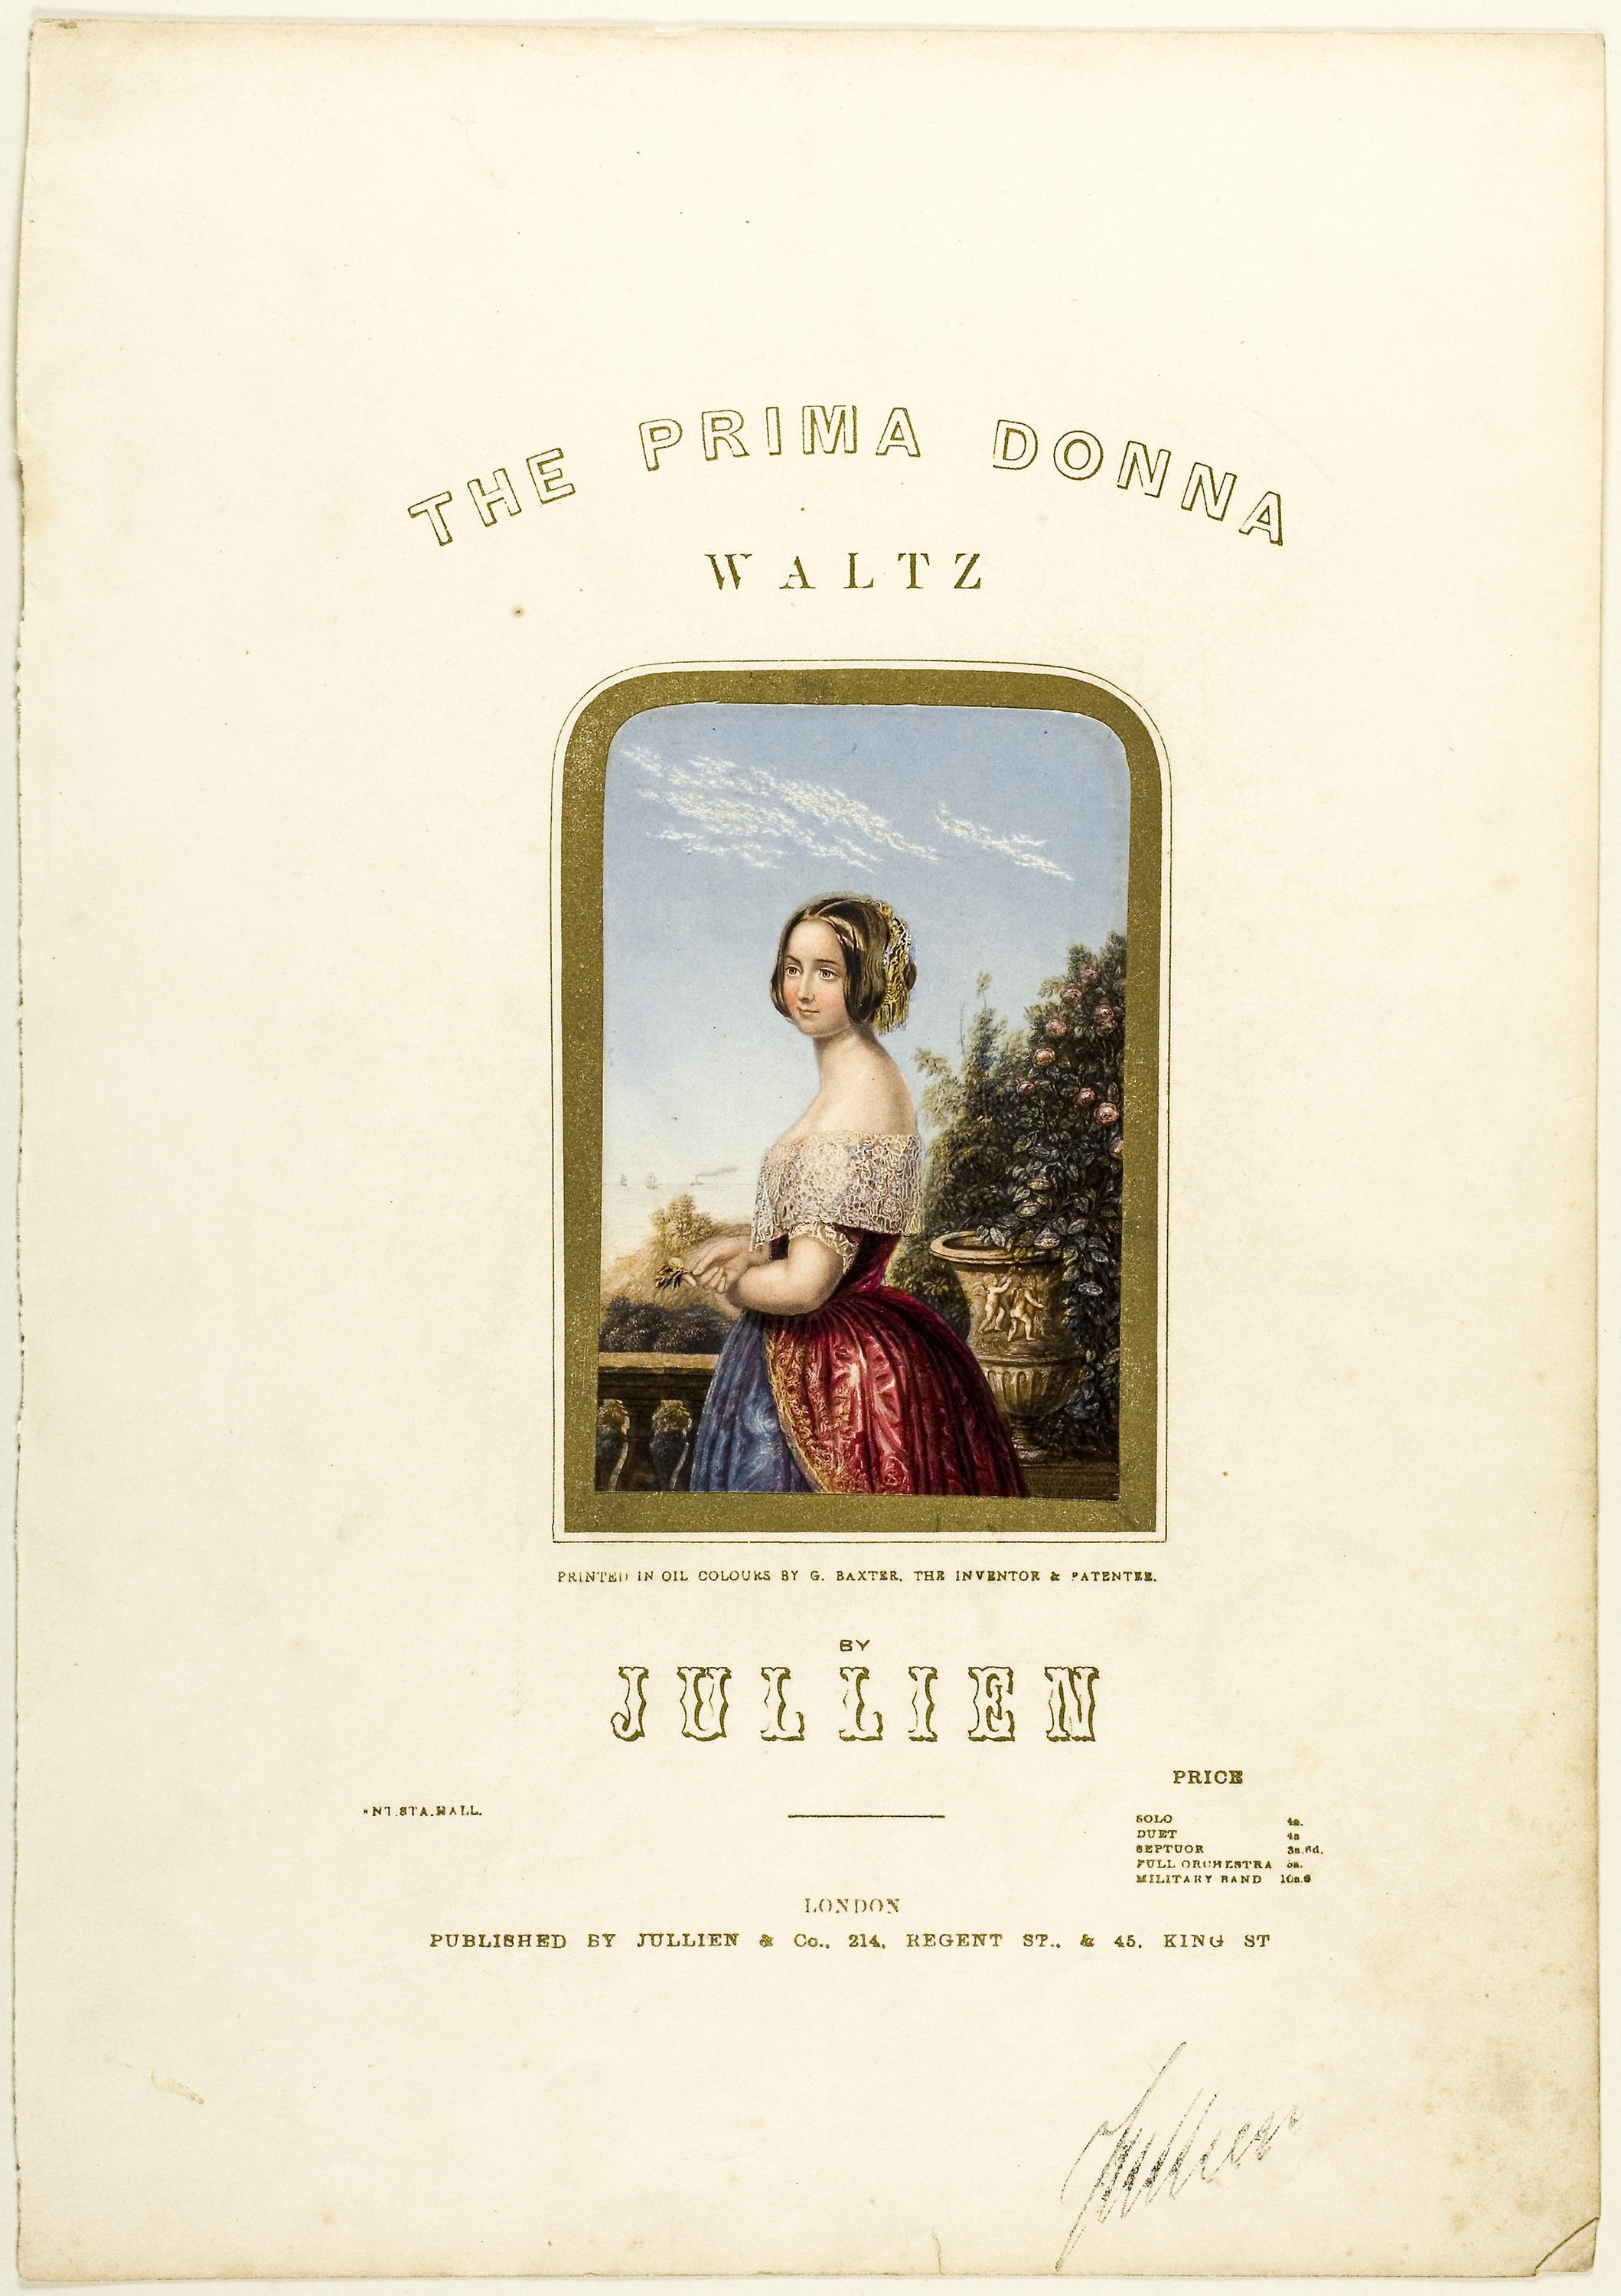 THE PRIMA DONNA
WALTZ
PRINTED IN OIL COLOURS BY G. BAXTER, THE INVENTOR & PATENTEE.
BY
JULLIEN
PRICE
ENT. STA. HALL.
SOLO 4s.
DUET 4s
SEPTUOR 3s.6d.
FULL ORCHESTRA 5s.
MILITARY BAND
LONDON
PUBLISHED BY JULLIEN & Co., 214, REGENT ST., & 45, KING ST
Jullien